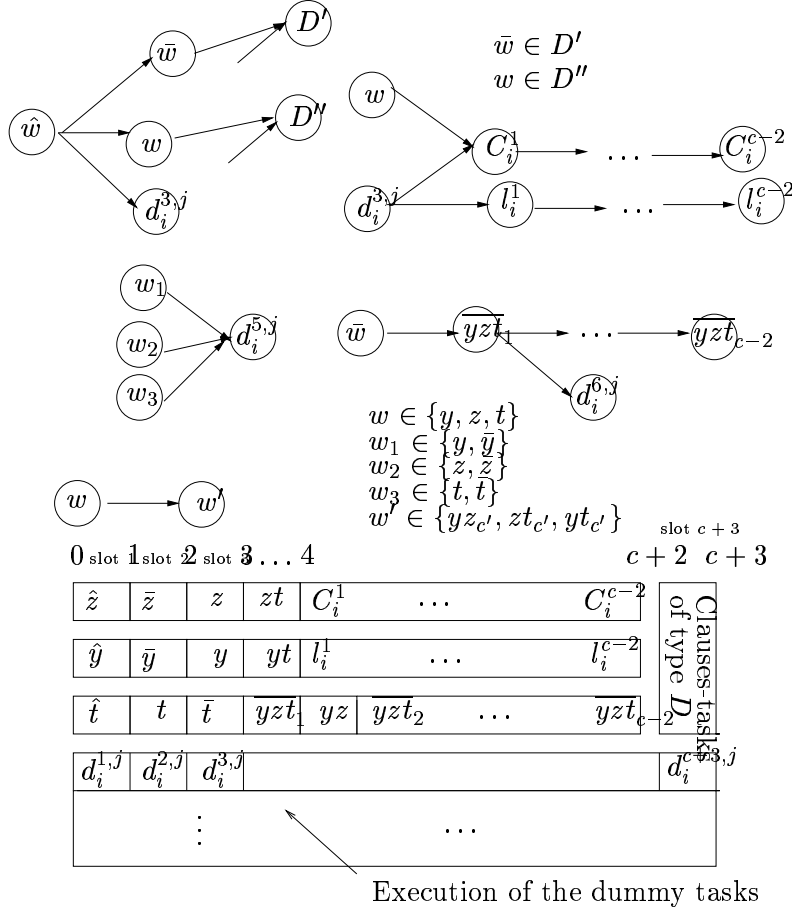 D′
w̄
w̄ ∈ D′
w ∈ D″
ŵ
w
D″
w
C_i^1
. . .
C_i^{c−2}
d_i^{3,j}
d_i^{3,j}
l_i^1
. . .
l_i^{c−2}
w_1
w_2
w_3
d_i^{5,j}
w̄
\overline{yzt}_1
. . .
\overline{yzt}_{c−2}
d_i^{6,j}
w ∈ {y, z, t}
w_1 ∈ {y, ȳ}
w_2 ∈ {z, z̄}
w_3 ∈ {t, t̄}
w′ ∈ {yz_{c′}, zt_{c′}, yt_{c′}}
w
w′
slot c + 3
0 slot 1 1 slot 2 2 slot 3 3 . . . 4 c + 2 c + 3
ẑ z̄ z zt C_i^1 . . . C_i^{c−2}
ŷ ȳ y yt l_i^1 . . . l_i^{c−2}
t̂ t t̄ \overline{yzt}_1 yz \overline{yzt}_2 . . . \overline{yzt}_{c−2}
Clauses-tasks
of type D
d_i^{1,j} d_i^{2,j} d_i^{3,j} d_i^{c+3,j}
⋮ . . .
Execution of the dummy tasks